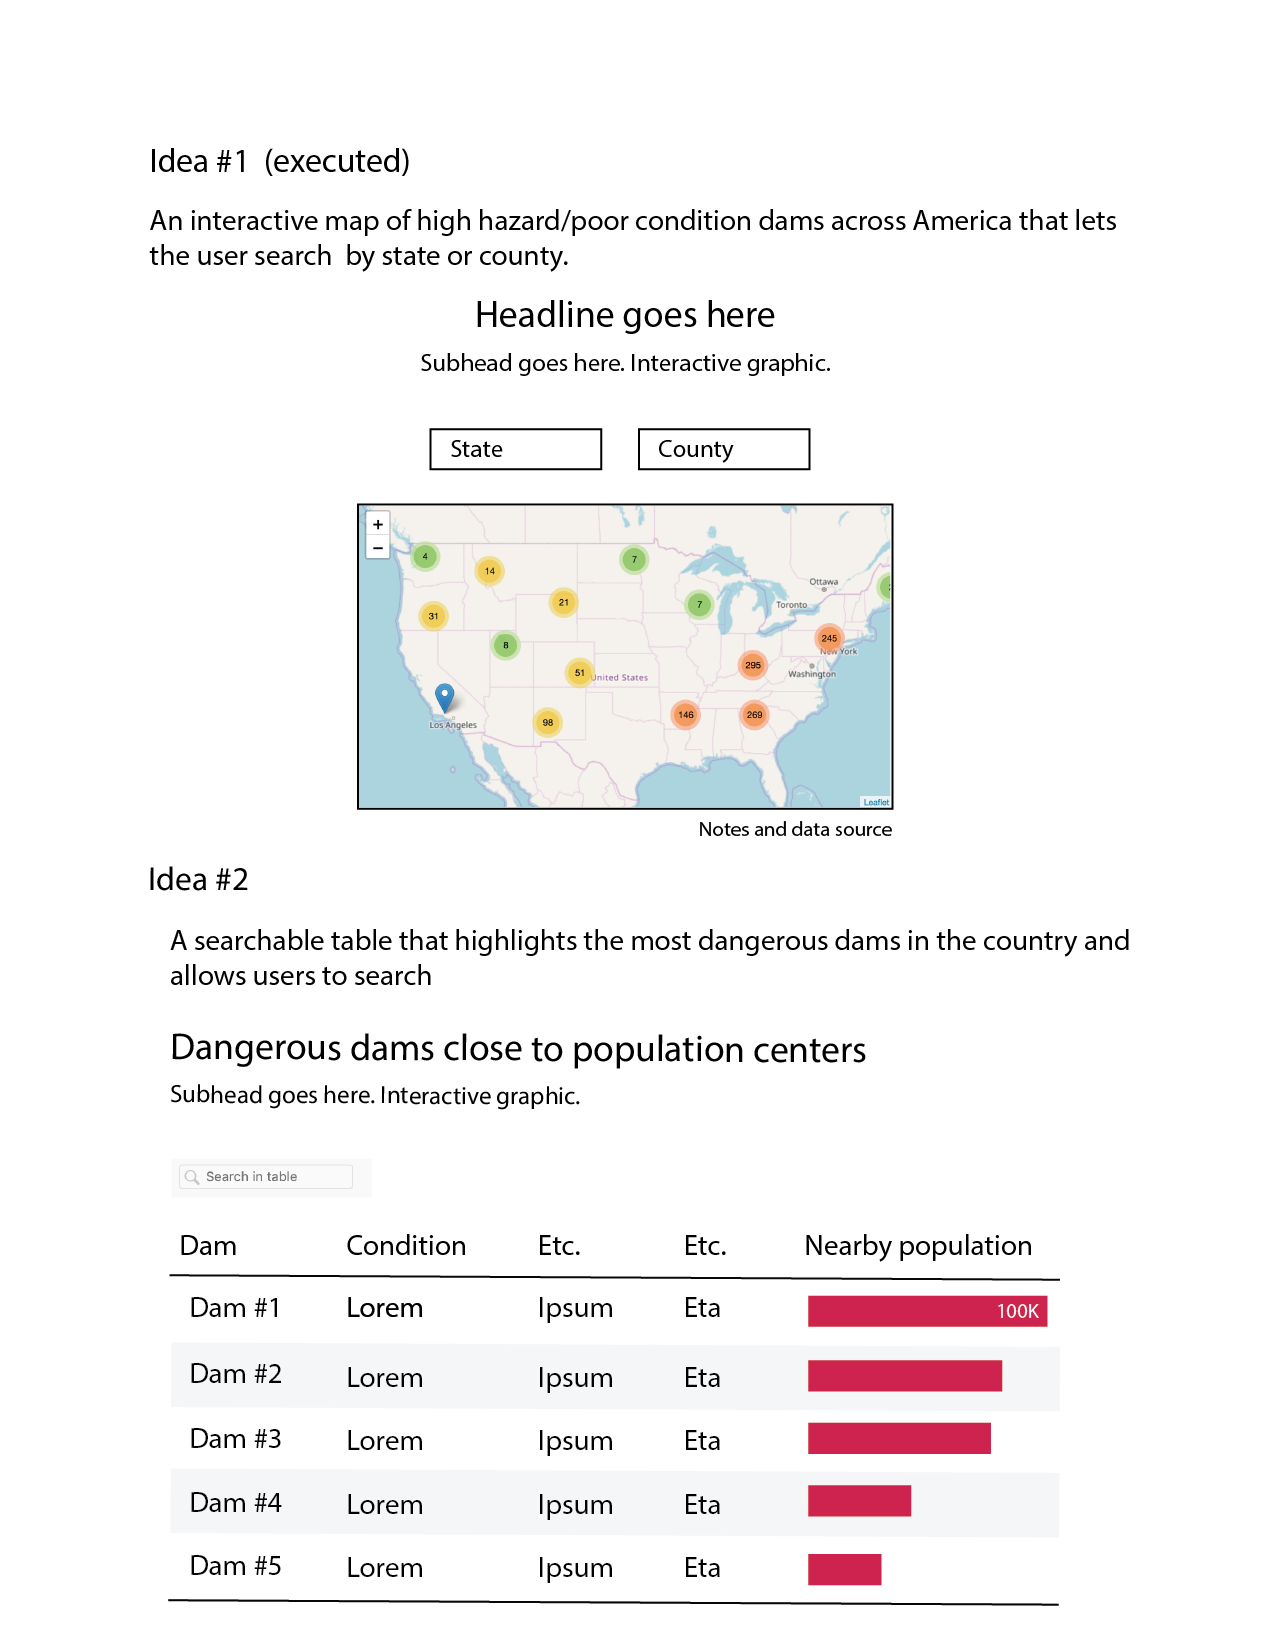 Idea #1 (executed)
An interactive map of high hazard/poor condition dams across America that lets
the user search by state or county.
Headline goes here
Subhead goes here. Interactive graphic.
State County
+
−
4
7
14
Ottawa
21
7
Toronto
31
245
8
New York
295
51
United States
Washington
146
269
98
Los Angeles
Leaflet
Notes and data source
Idea #2
A searchable table that highlights the most dangerous dams in the country and
allows users to search
Dangerous dams close to population centers
Subhead goes here. Interactive graphic.
Search in table
Dam Condition Etc. Etc. Nearby population
Dam #1 Lorem Ipsum Eta 100K
Dam #2 Lorem Ipsum Eta
Dam #3 Lorem Ipsum Eta
Dam #4 Lorem Ipsum Eta
Dam #5 Lorem Ipsum Eta